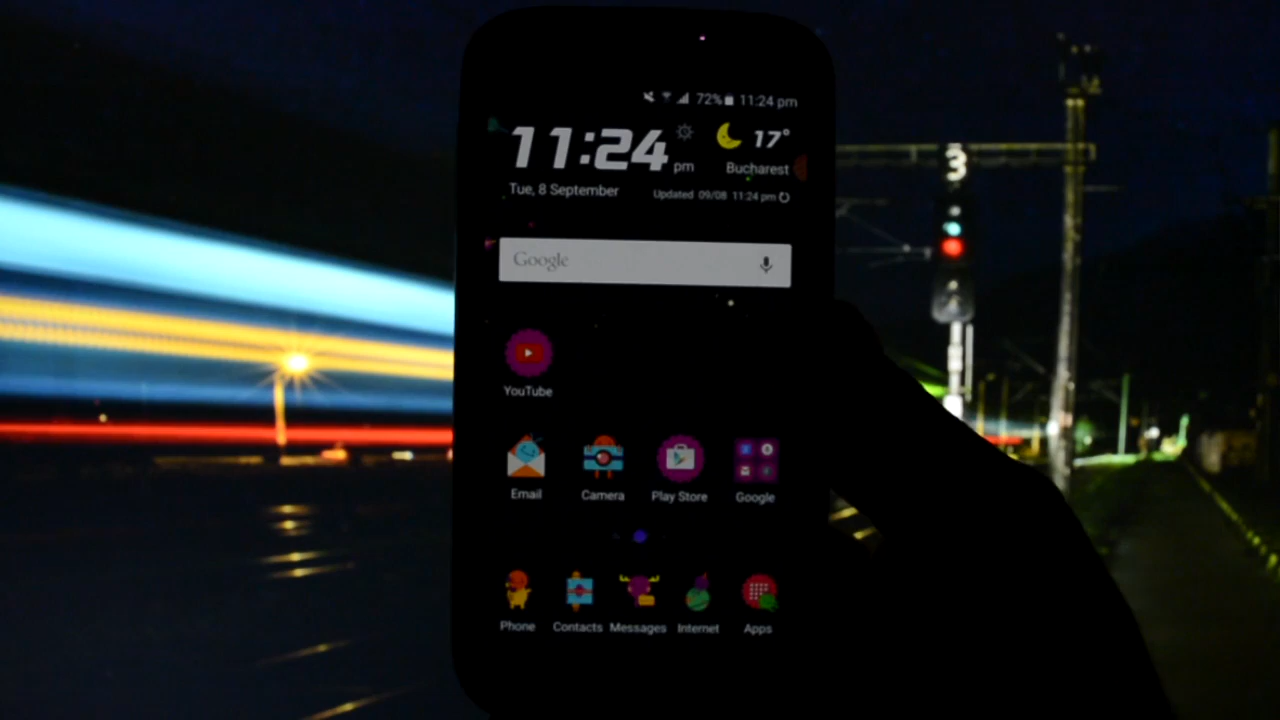 72% 11:24 pm
11:24 pm
17°
Bucharest
Tue, 8 September
Updated 09/08 11:24 pm
Google
YouTube
Email Camera Play Store Google
Phone Contacts Messages Internet Apps
3